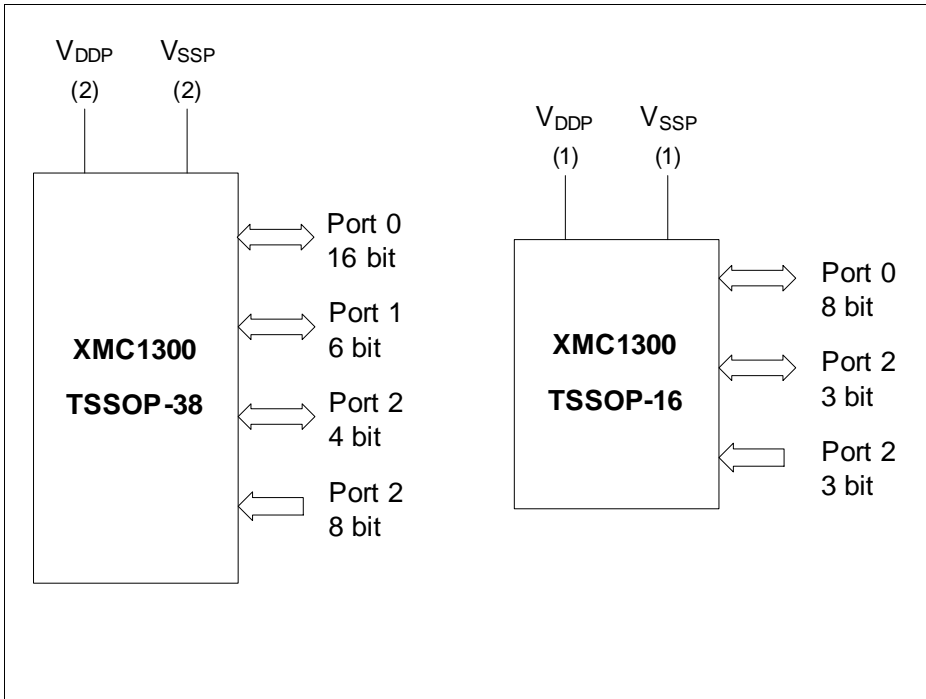 VDDP VSSP
(2) (2)
Port 0
16 bit
Port 1
6 bit
XMC1300
TSSOP-38
Port 2
4 bit
Port 2
8 bit
VDDP VSSP
(1) (1)
Port 0
8 bit
XMC1300
TSSOP-16
Port 2
3 bit
Port 2
3 bit